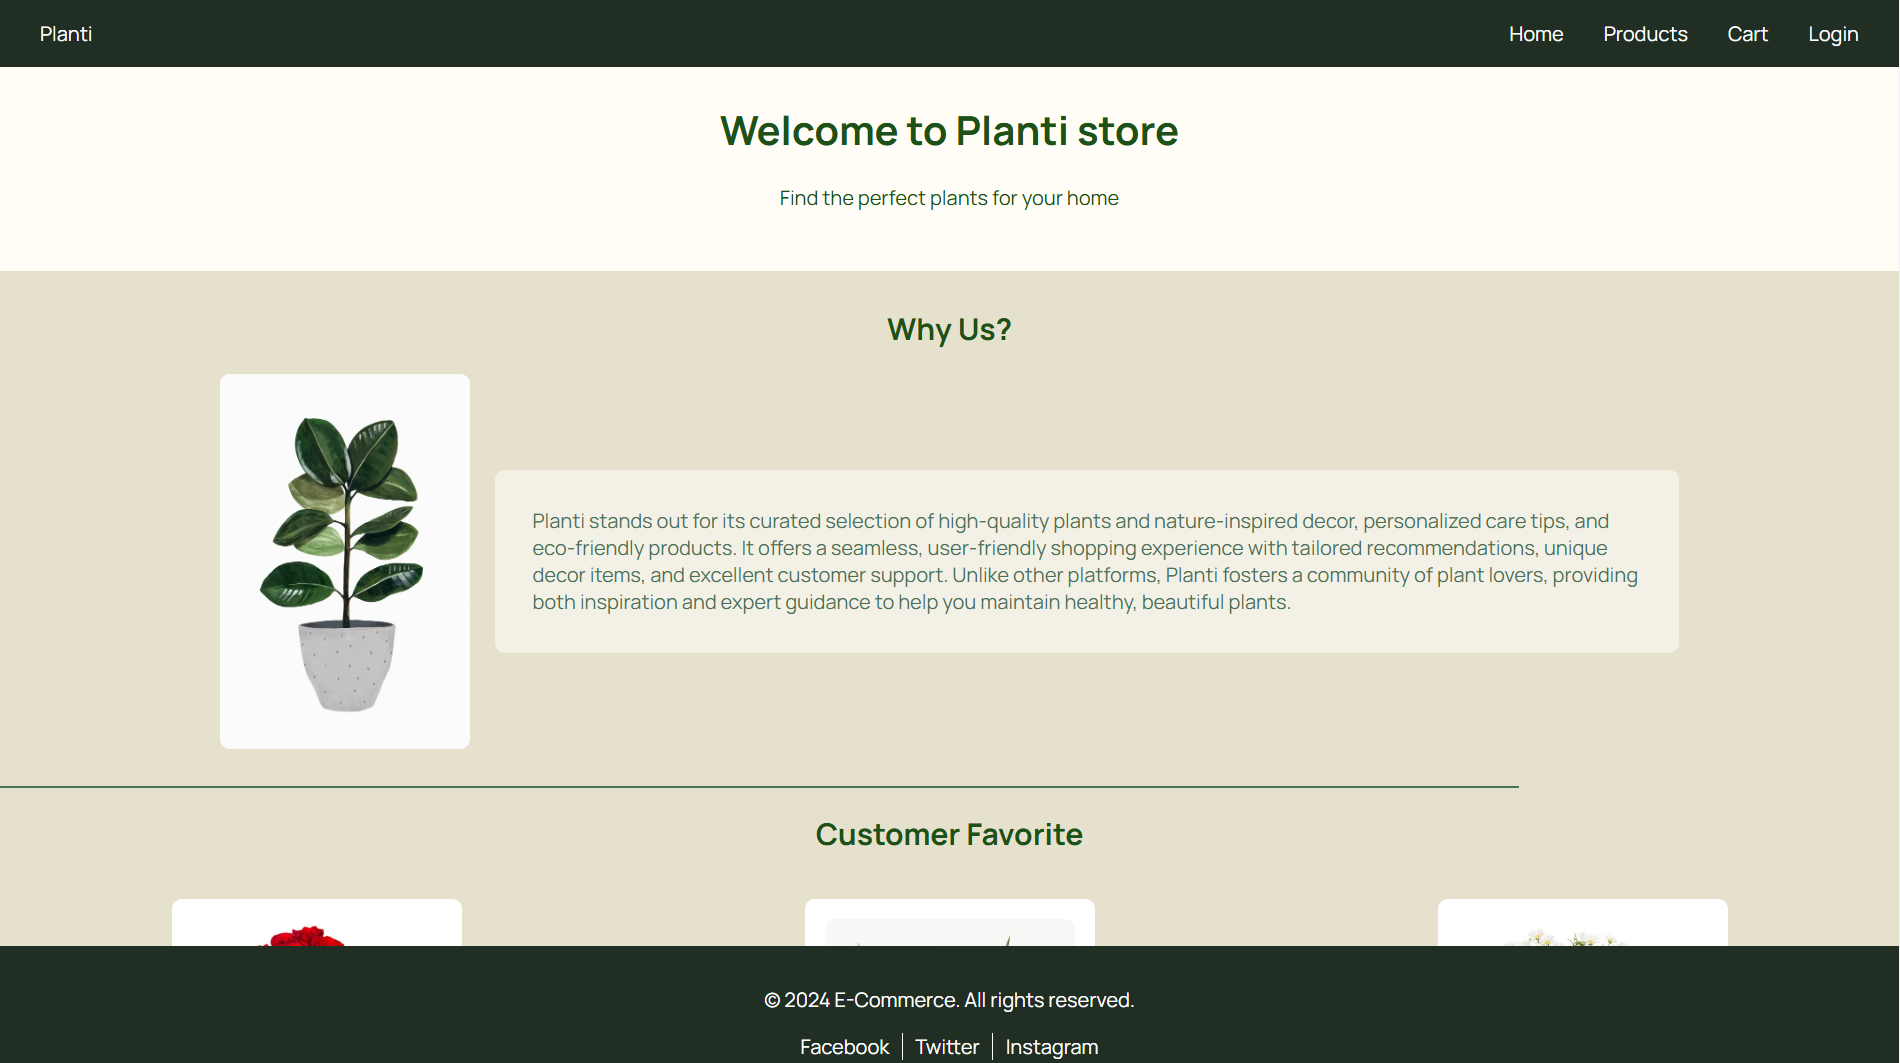 Planti
Home Products Cart Login
Welcome to Planti store
Find the perfect plants for your home
Why Us?
Planti stands out for its curated selection of high-quality plants and nature-inspired decor, personalized care tips, and
eco-friendly products. It offers a seamless, user-friendly shopping experience with tailored recommendations, unique
decor items, and excellent customer support. Unlike other platforms, Planti fosters a community of plant lovers, providing
both inspiration and expert guidance to help you maintain healthy, beautiful plants.
Customer Favorite
© 2024 E-Commerce. All rights reserved.
Facebook Twitter Instagram